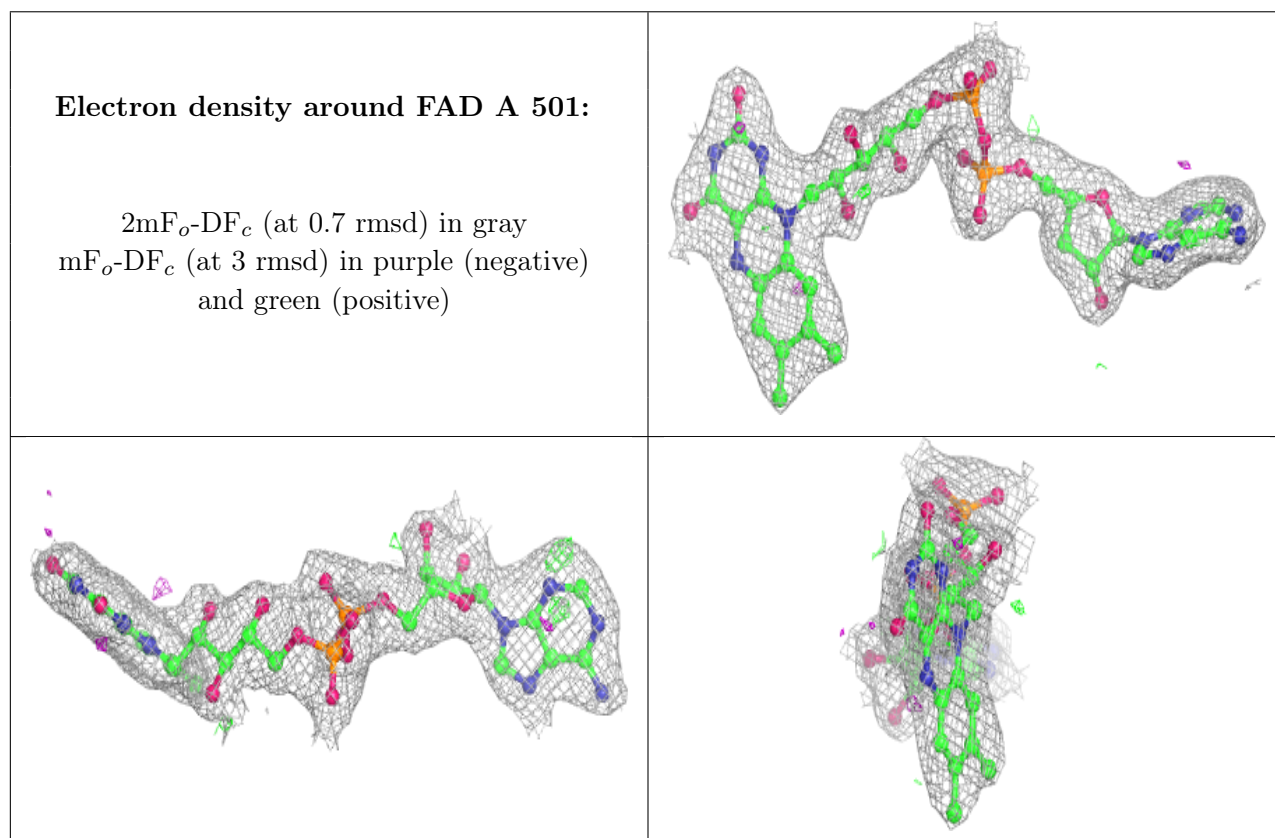 Electron density around FAD A 501:
2mFₒ-DF𝒸 (at 0.7 rmsd) in gray
mFₒ-DF𝒸 (at 3 rmsd) in purple (negative)
and green (positive)